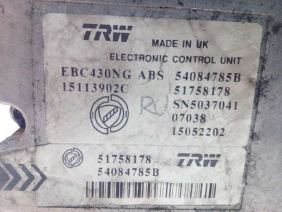 TRW
MADE IN UK
ELECTRONIC CONTROL UNIT
EBC430NG ABS 54084785B
15113902C 51758178
SN5037041
07038
15052202
51758178 TRW
54084785B